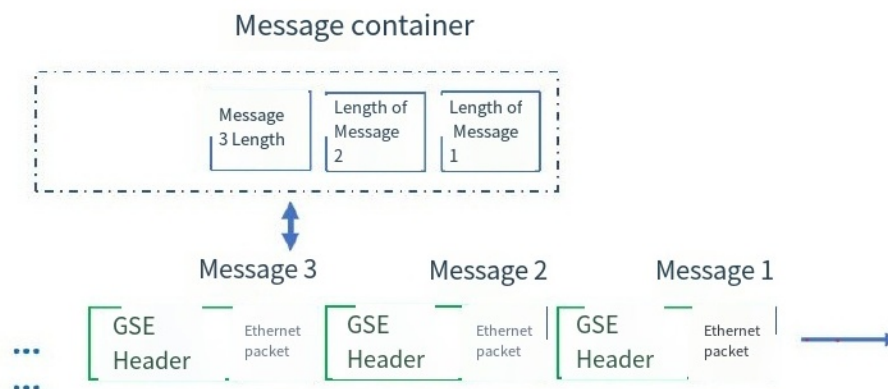 Message container
Message
3 Length
Length of
Message
2
Length of
Message
1
Message 3
Message 2
Message 1
GSE
Header
Ethernet
packet
GSE
Header
Ethernet
packet
GSE
Header
Ethernet
packet
...
...